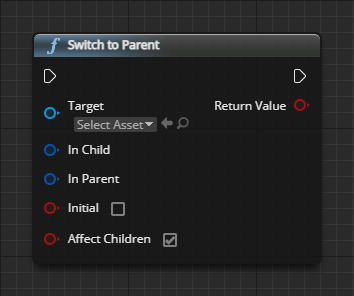 Switch to Parent
Target
Return Value
Select Asset
In Child
In Parent
Initial
Affect Children